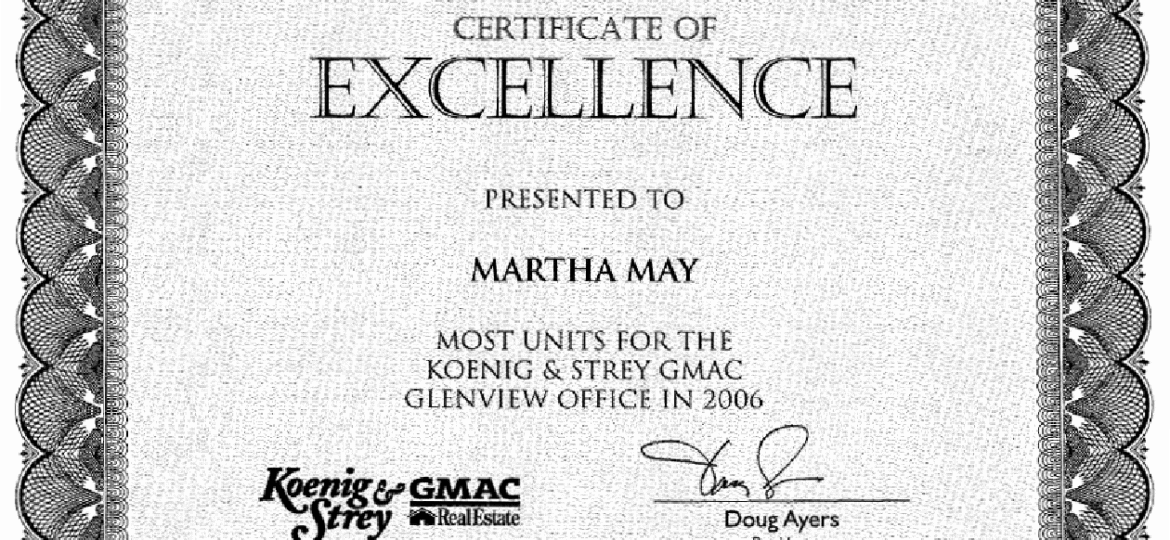 CERTIFICATE OF
EXCELLENCE
PRESENTED TO
MARTHA MAY
MOST UNITS FOR THE
KOENIG & STREY GMAC
GLENVIEW OFFICE IN 2006
Koenig &
Strey
GMAC
RealEstate
Doug Ayers